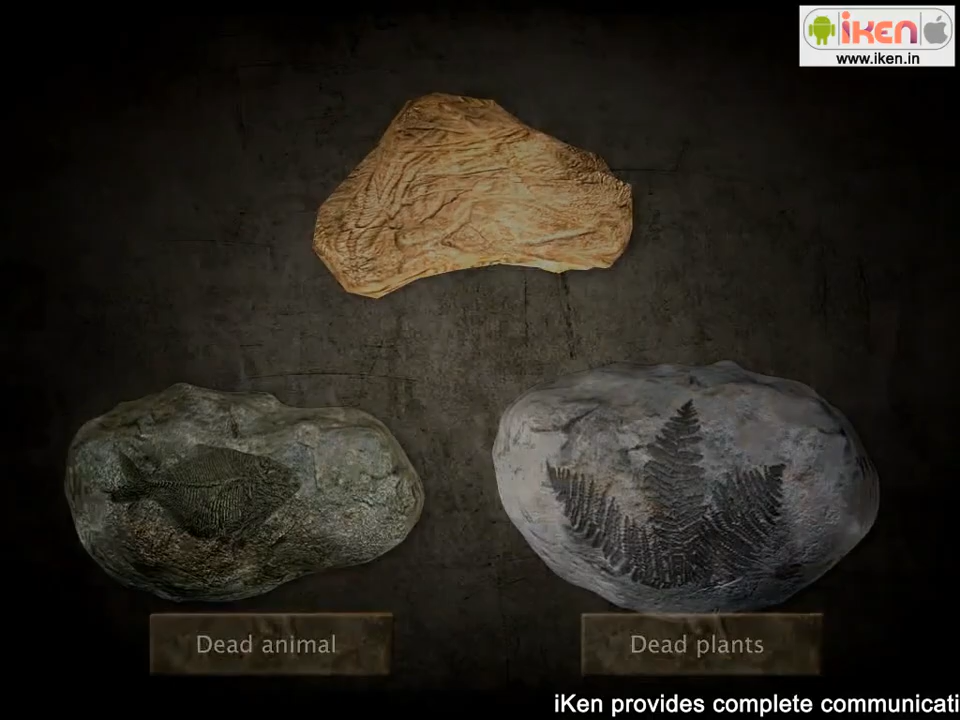 iken
www.iken.in
Dead animal
Dead plants
iKen provides complete communicati